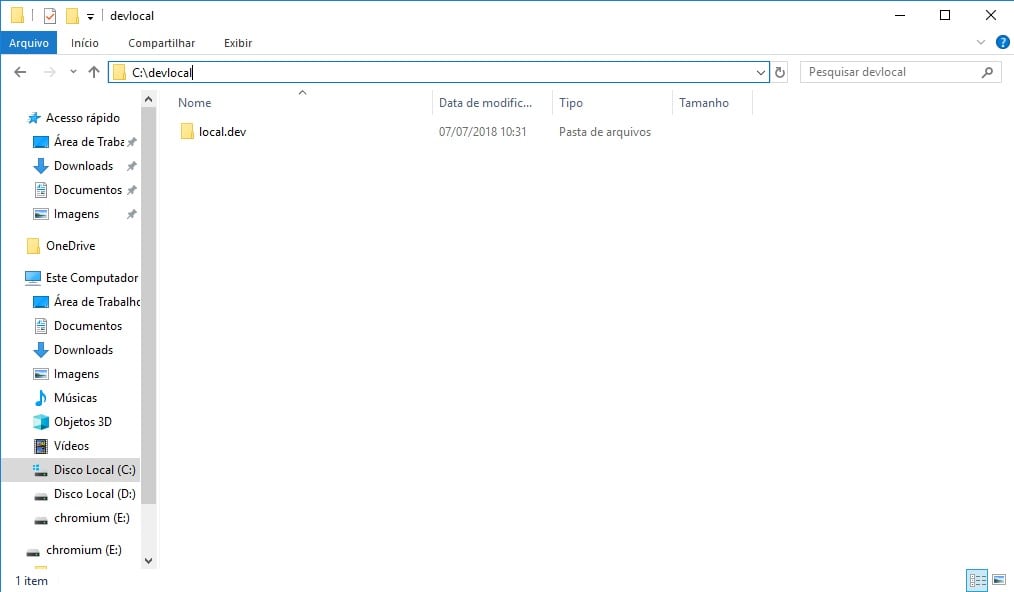 devlocal
Arquivo Início Compartilhar Exibir
C:\devlocal Pesquisar devlocal
Nome Data de modific... Tipo Tamanho
local.dev 07/07/2018 10:31 Pasta de arquivos
Acesso rápido
Área de Traba
Downloads
Documentos
Imagens
OneDrive
Este Computador
Área de Trabalho
Documentos
Downloads
Imagens
Músicas
Objetos 3D
Vídeos
Disco Local (C:)
Disco Local (D:)
chromium (E:)
chromium (E:)
1 item